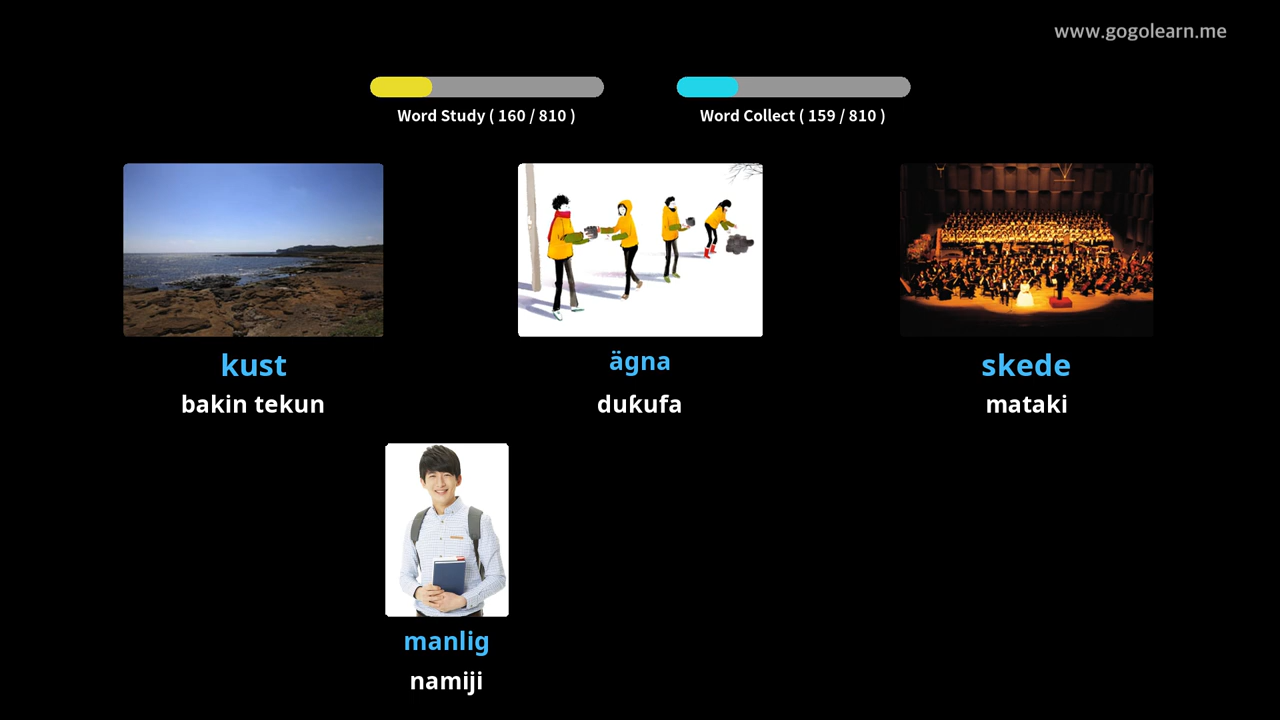 www.gogolearn.me
Word Study ( 160 / 810 )
Word Collect ( 159 / 810 )
kust
bakin tekun
ägna
duƙufa
skede
mataki
manlig
namiji